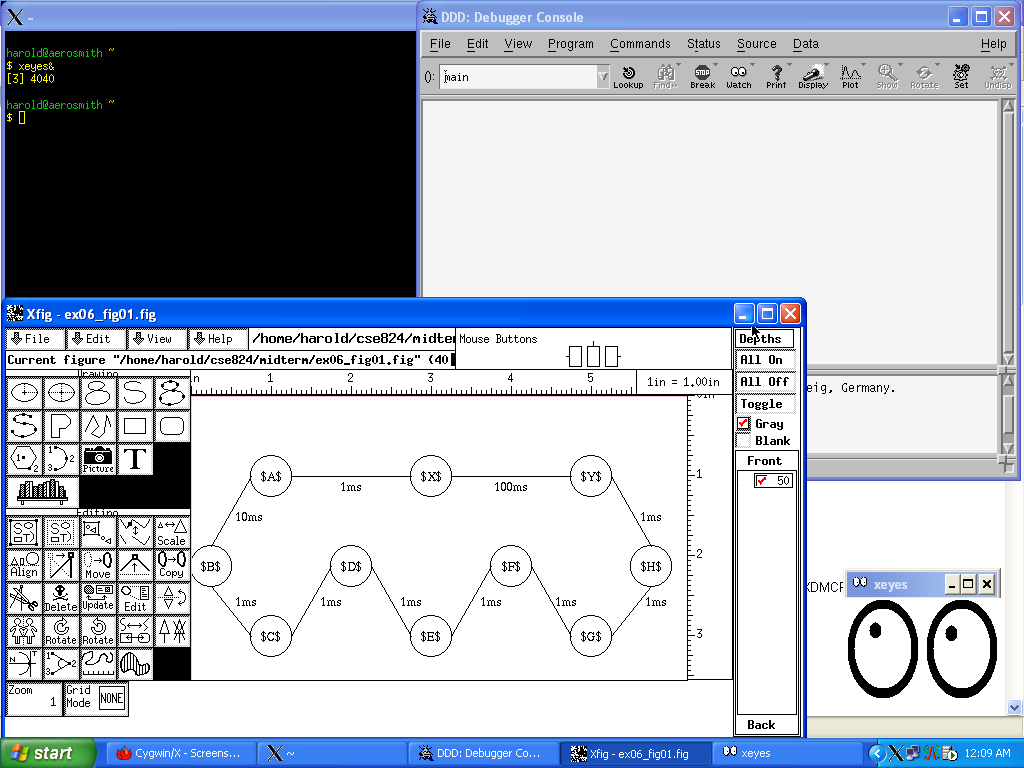 ~
harold@aerosmith ~
$ xeyes&
[3] 4040
harold@aerosmith ~
$
DDD: Debugger Console
File Edit View Program Commands Status Source Data Help
(): main
Lookup Find>> STOP Break Watch Print Display Plot Show Rotate Set Undisp
eig, Germany.
Xfig - ex06_fig01.fig
File Edit View Help /home/harold/cse824/midter Mouse Buttons
Current figure "/home/harold/cse824/midterm/ex06_fig01.fig" (40
Drawing
Picture T
Editing
Scale
Align Move Copy
Delete Update Edit
Rotate Rotate
Zoom 1
Grid Mode NONE
n 1 2 3 4 5 1in = 1.00in
1
2
3
$A$ 1ms $X$ 100ms $Y$
10ms 1ms
$B$ $D$ $F$ $H$
1ms 1ms 1ms 1ms 1ms 1ms
$C$ $E$ $G$
Depths
All On
All Off
Toggle
Gray
Blank
Front
50
Back
XDMCP
xeyes
start Cygwin/X - Screens... ~ DDD: Debugger Co... Xfig - ex06_fig01.fig xeyes 12:09 AM